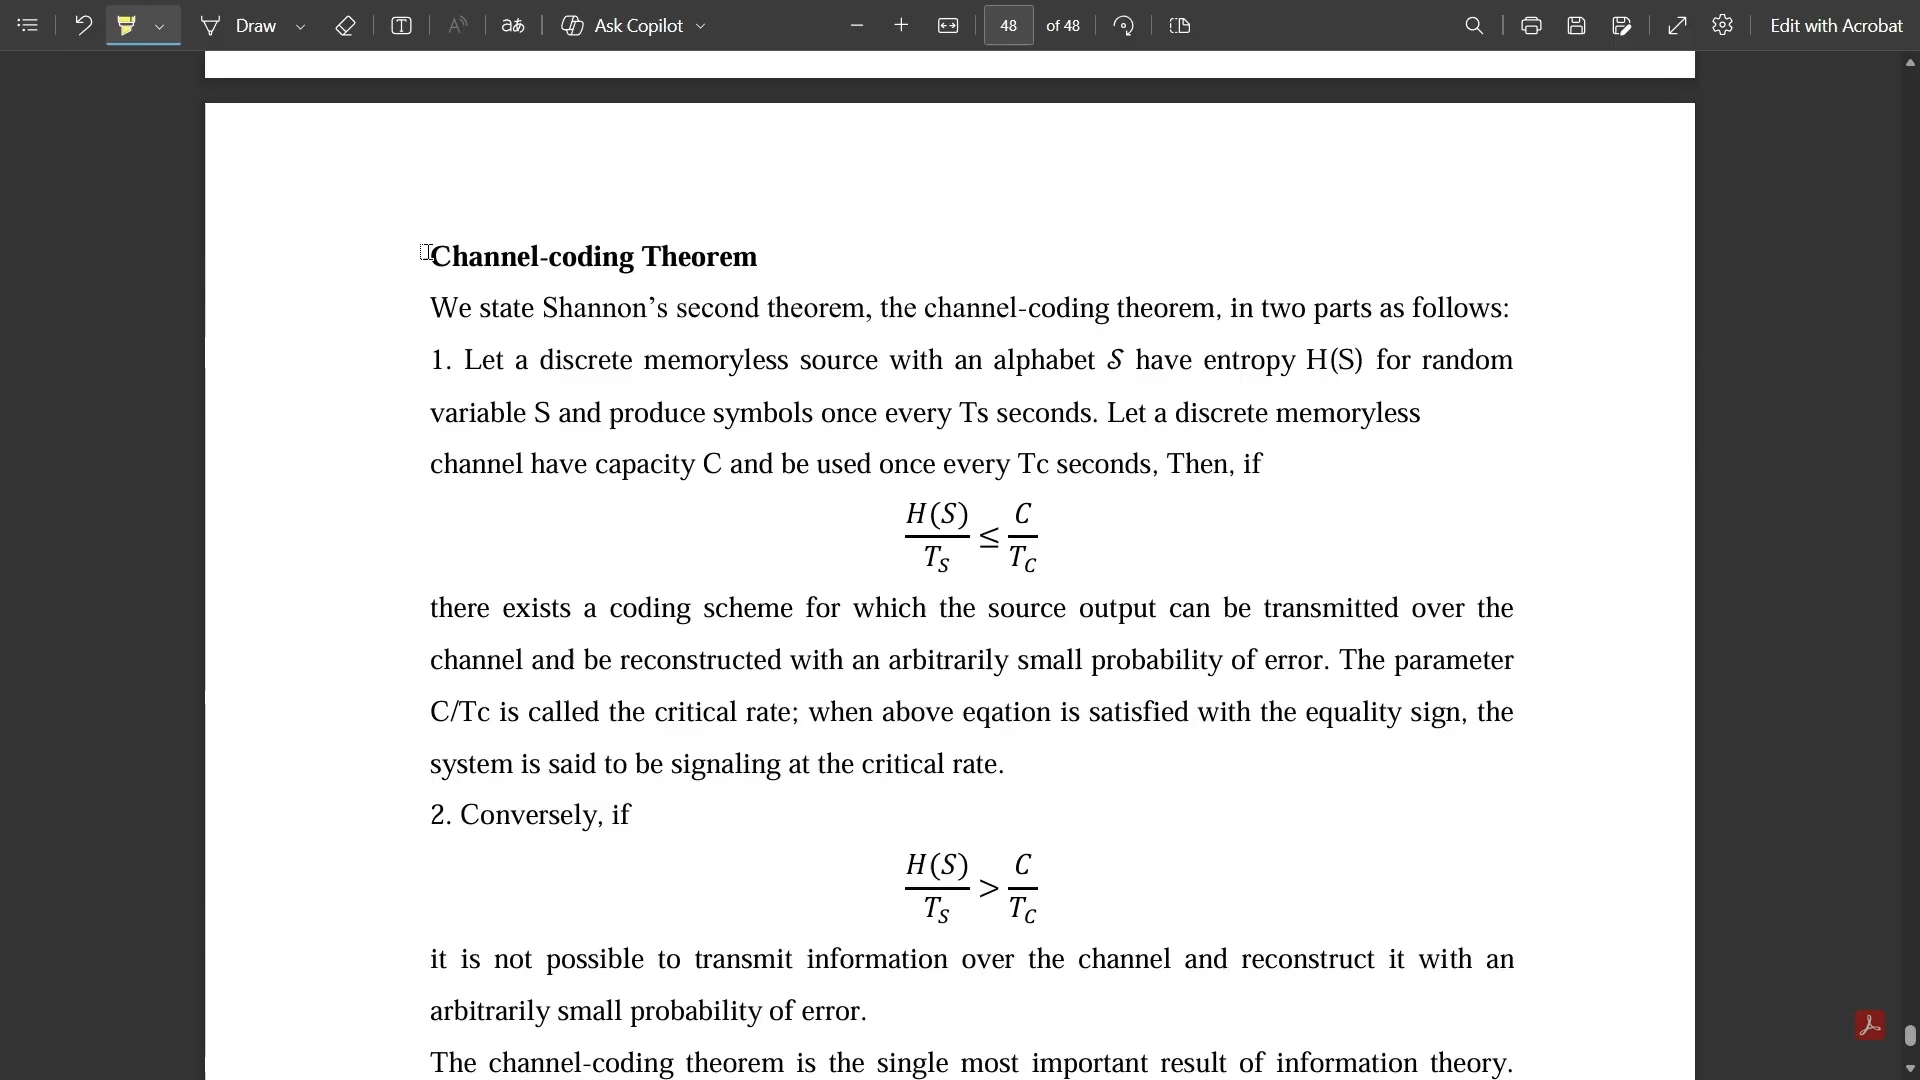 Draw
Ask Copilot
48 of 48
Edit with Acrobat
Channel-coding Theorem
We state Shannon’s second theorem, the channel-coding theorem, in two parts as follows:
1. Let a discrete memoryless source with an alphabet 𝒮 have entropy H(S) for random
variable S and produce symbols once every Ts seconds. Let a discrete memoryless
channel have capacity C and be used once every Tc seconds, Then, if
H(S)/T_S ≤ C/T_C
there exists a coding scheme for which the source output can be transmitted over the
channel and be reconstructed with an arbitrarily small probability of error. The parameter
C/Tc is called the critical rate; when above eqation is satisfied with the equality sign, the
system is said to be signaling at the critical rate.
2. Conversely, if
H(S)/T_S > C/T_C
it is not possible to transmit information over the channel and reconstruct it with an
arbitrarily small probability of error.
The channel-coding theorem is the single most important result of information theory.